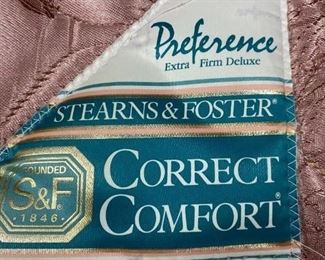 Preference
Extra Firm Deluxe
STEARNS & FOSTER®
FOUNDED
S&F
· 1846 ·
CORRECT
COMFORT®